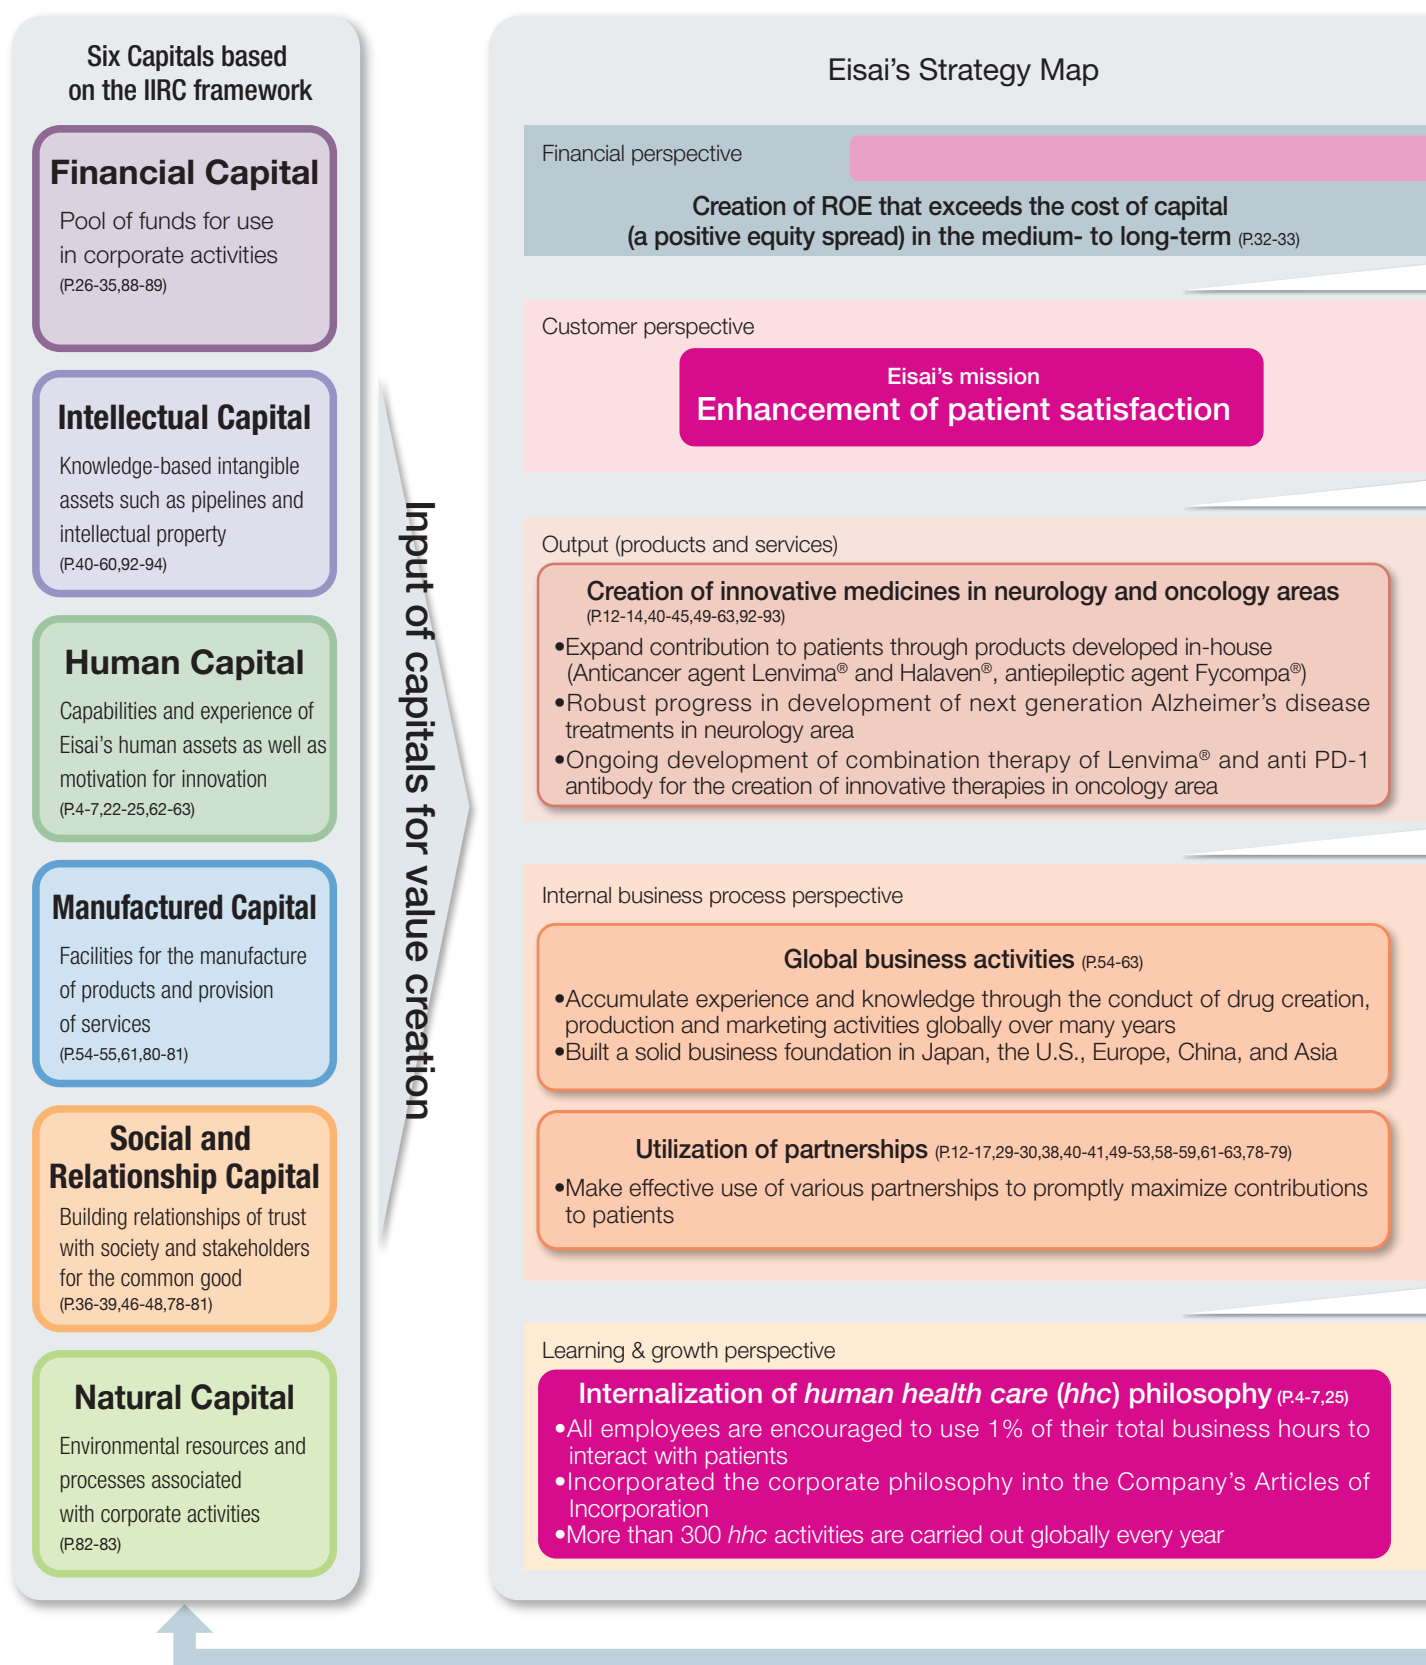 Six Capitals based
on the IIRC framework
Financial Capital
Pool of funds for use
in corporate activities
(P.26-35,88-89)
Intellectual Capital
Knowledge-based intangible
assets such as pipelines and
intellectual property
(P.40-60,92-94)
Human Capital
Capabilities and experience of
Eisai's human assets as well as
motivation for innovation
(P.4-7,22-25,62-63)
Manufactured Capital
Facilities for the manufacture
of products and provision
of services
(P.54-55,61,80-81)
Social and
Relationship Capital
Building relationships of trust
with society and stakeholders
for the common good
(P.36-39,46-48,78-81)
Natural Capital
Environmental resources and
processes associated
with corporate activities
(P.82-83)
Input of capitals for value creation
Eisai's Strategy Map
Financial perspective
Creation of ROE that exceeds the cost of capital
(a positive equity spread) in the medium- to long-term (P.32-33)
Customer perspective
Eisai's mission
Enhancement of patient satisfaction
Output (products and services)
Creation of innovative medicines in neurology and oncology areas
(P.12-14,40-45,49-63,92-93)
•Expand contribution to patients through products developed in-house
(Anticancer agent Lenvima® and Halaven®, antiepileptic agent Fycompa®)
•Robust progress in development of next generation Alzheimer's disease
treatments in neurology area
•Ongoing development of combination therapy of Lenvima® and anti PD-1
antibody for the creation of innovative therapies in oncology area
Internal business process perspective
Global business activities (P.54-63)
•Accumulate experience and knowledge through the conduct of drug creation,
production and marketing activities globally over many years
•Built a solid business foundation in Japan, the U.S., Europe, China, and Asia
Utilization of partnerships (P.12-17,29-30,38,40-41,49-53,58-59,61-63,78-79)
•Make effective use of various partnerships to promptly maximize contributions
to patients
Learning & growth perspective
Internalization of human health care (hhc) philosophy (P.4-7,25)
•All employees are encouraged to use 1% of their total business hours to
interact with patients
•Incorporated the corporate philosophy into the Company's Articles of
Incorporation
•More than 300 hhc activities are carried out globally every year